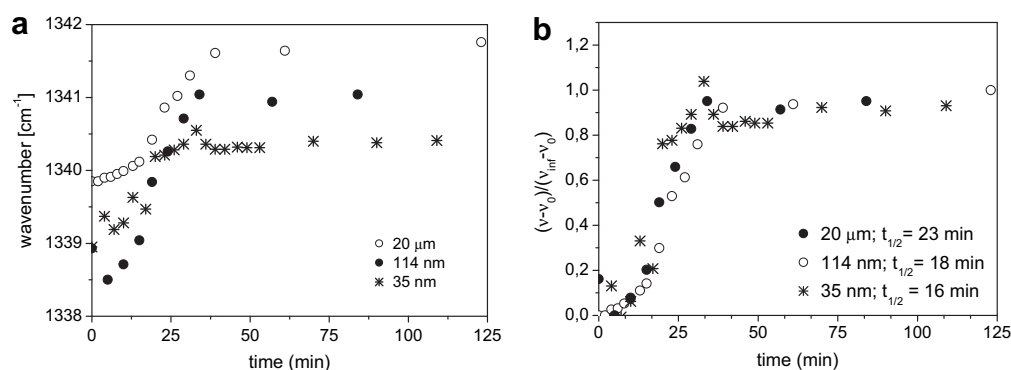 a
wavenumber [cm⁻¹]
1342
1341
1340
1339
1338
0 25 50 75 100 125
time (min)
20 μm
114 nm
35 nm
b
(ν-ν₀)/(ν_inf-ν₀)
1,2
1,0
0,8
0,6
0,4
0,2
0,0
0 25 50 75 100 125
time (min)
20 μm; t₁/₂= 23 min
114 nm; t₁/₂= 18 min
35 nm; t₁/₂= 16 min